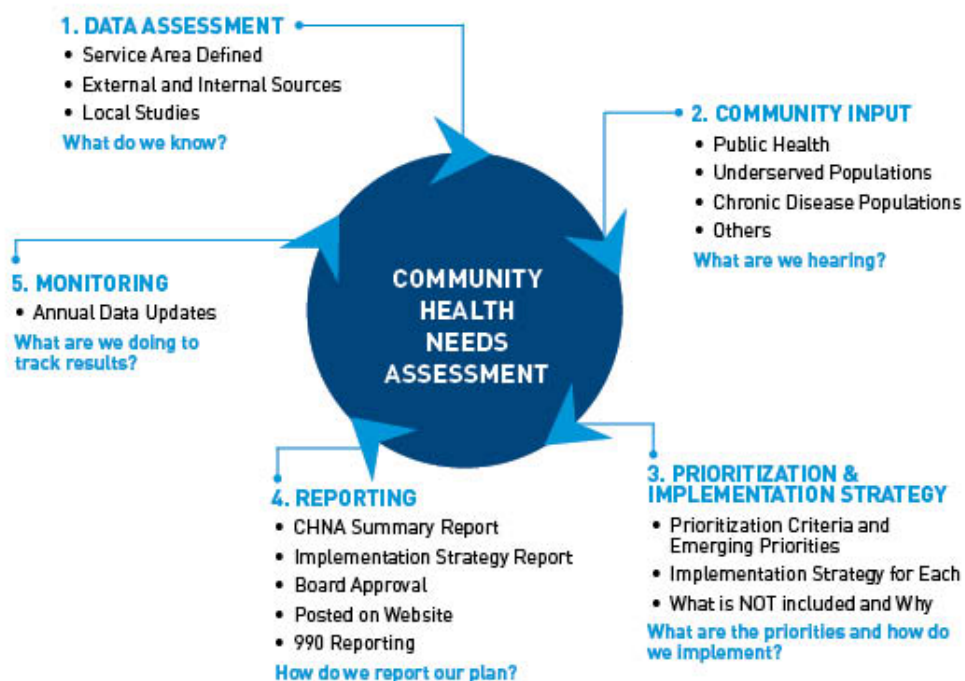 1. DATA ASSESSMENT
• Service Area Defined
• External and Internal Sources
• Local Studies
What do we know?
2. COMMUNITY INPUT
• Public Health
• Underserved Populations
• Chronic Disease Populations
• Others
What are we hearing?
3. PRIORITIZATION &
IMPLEMENTATION STRATEGY
• Prioritization Criteria and
Emerging Priorities
• Implementation Strategy for Each
• What is NOT included and Why
What are the priorities and how do
we implement?
4. REPORTING
• CHNA Summary Report
• Implementation Strategy Report
• Board Approval
• Posted on Website
• 990 Reporting
How do we report our plan?
5. MONITORING
• Annual Data Updates
What are we doing to
track results?
COMMUNITY
HEALTH
NEEDS
ASSESSMENT